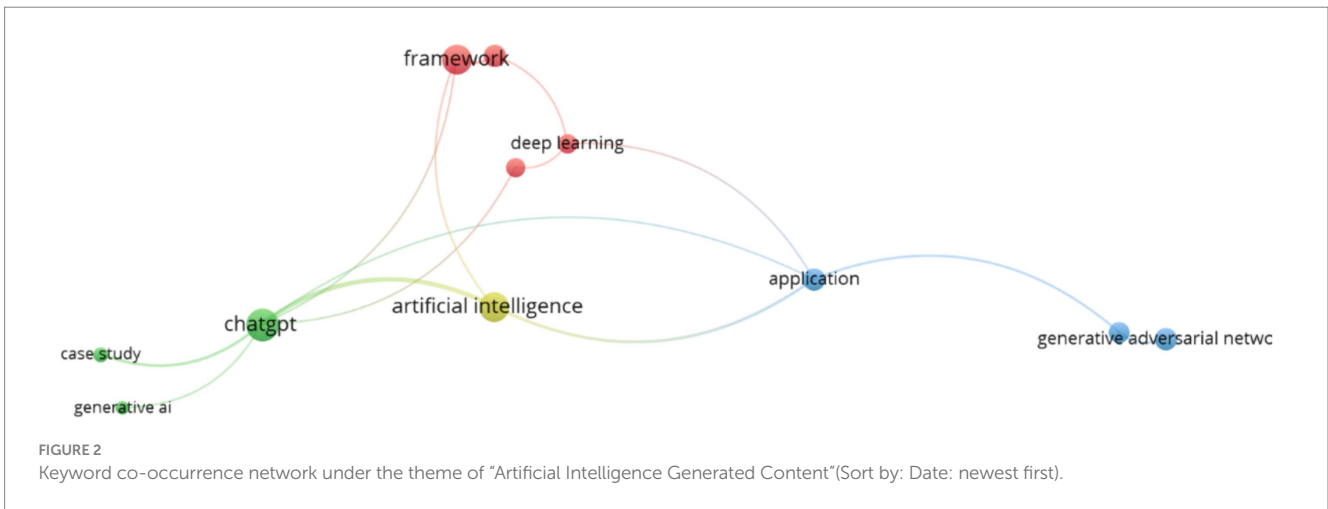 framework
deep learning
application
artificial intelligence
chatgpt
generative adversarial netwc
case study
generative ai
FIGURE 2
Keyword co-occurrence network under the theme of "Artificial Intelligence Generated Content"(Sort by: Date: newest first).